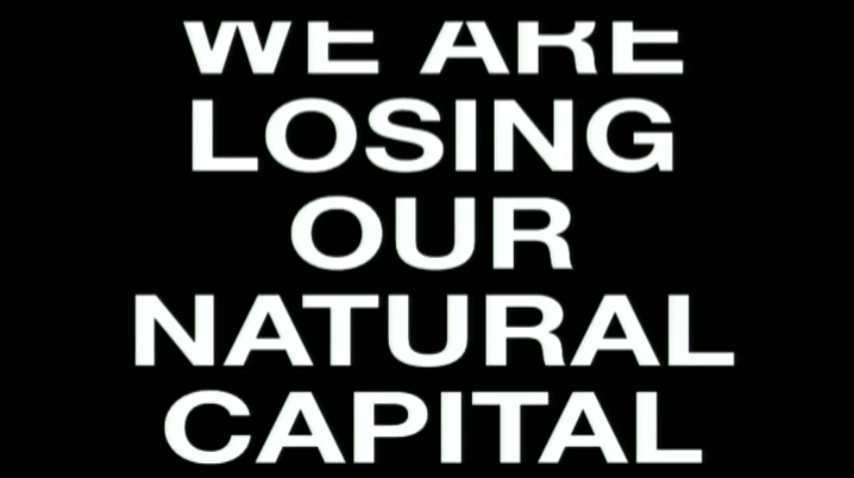 WE ARE
LOSING
OUR
NATURAL
CAPITAL